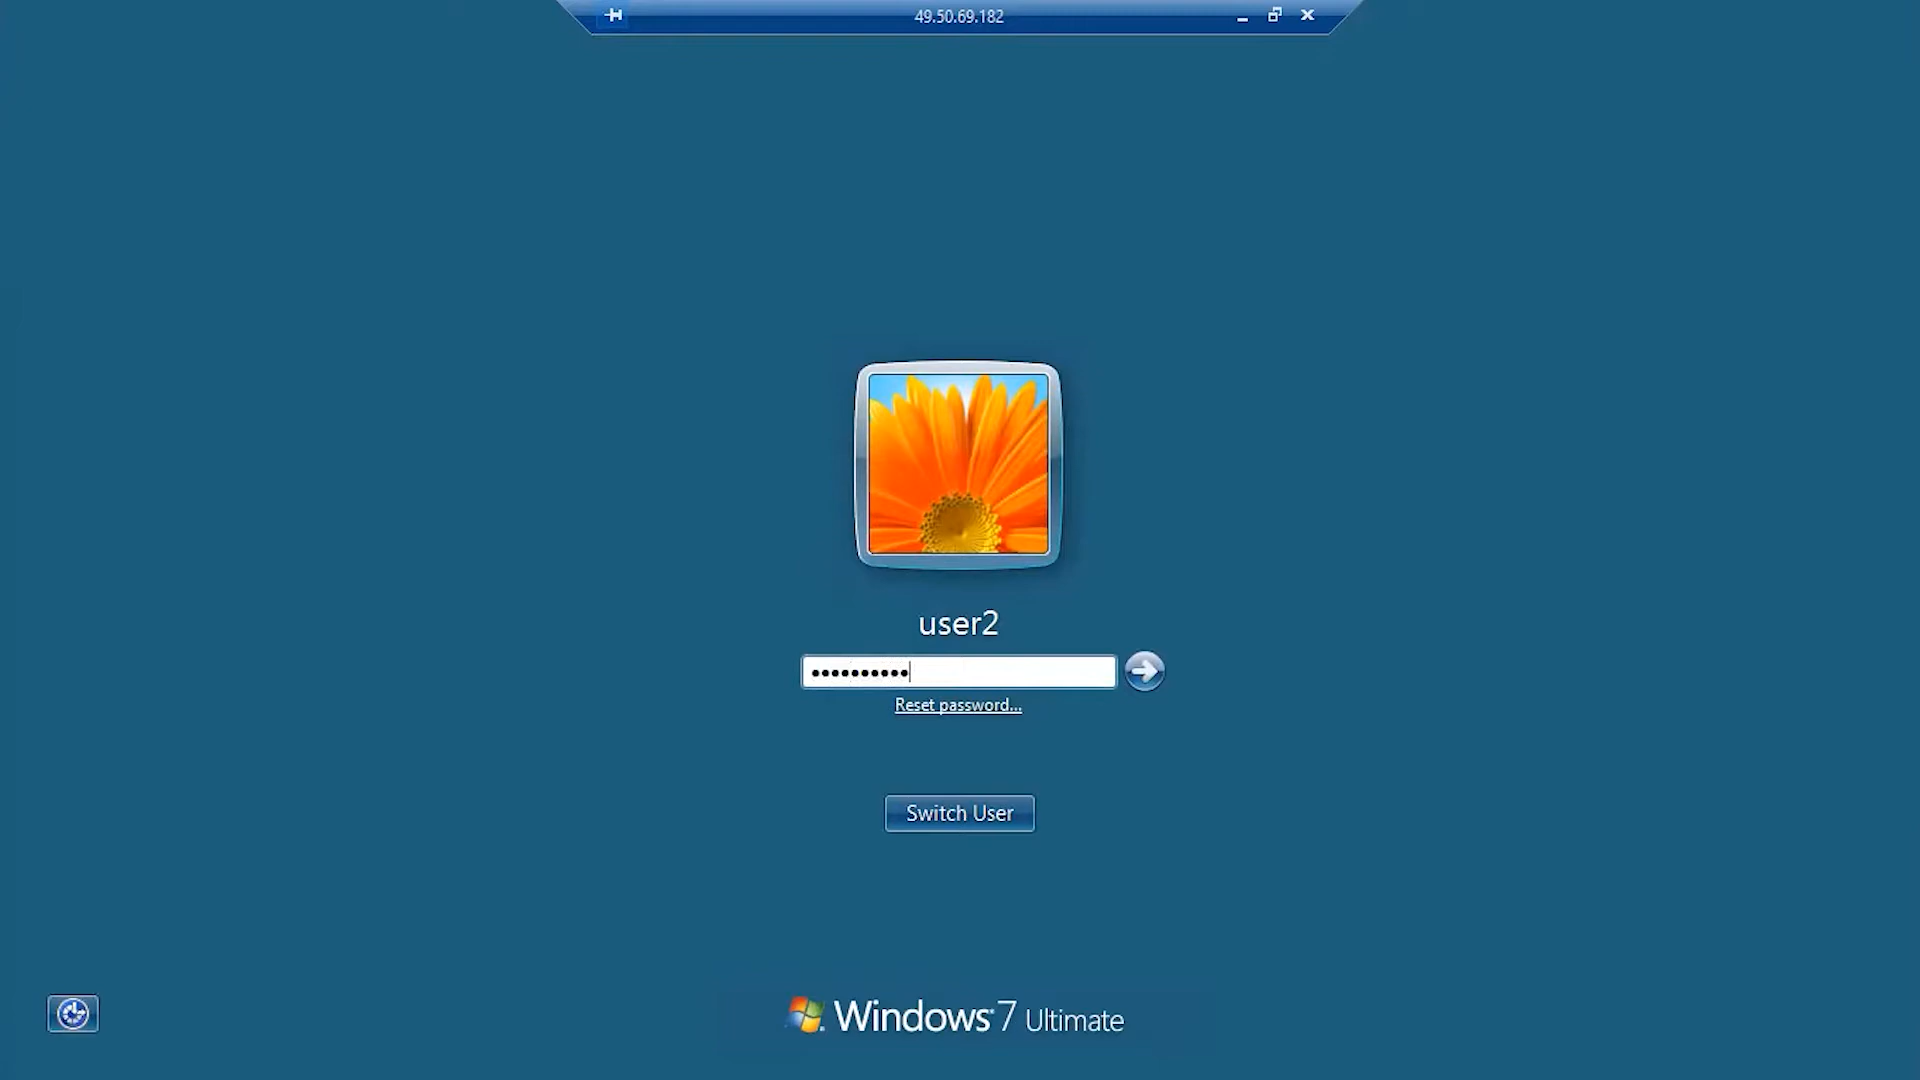 49.50.69.182
user2
Reset password...
Switch User
Windows 7 Ultimate